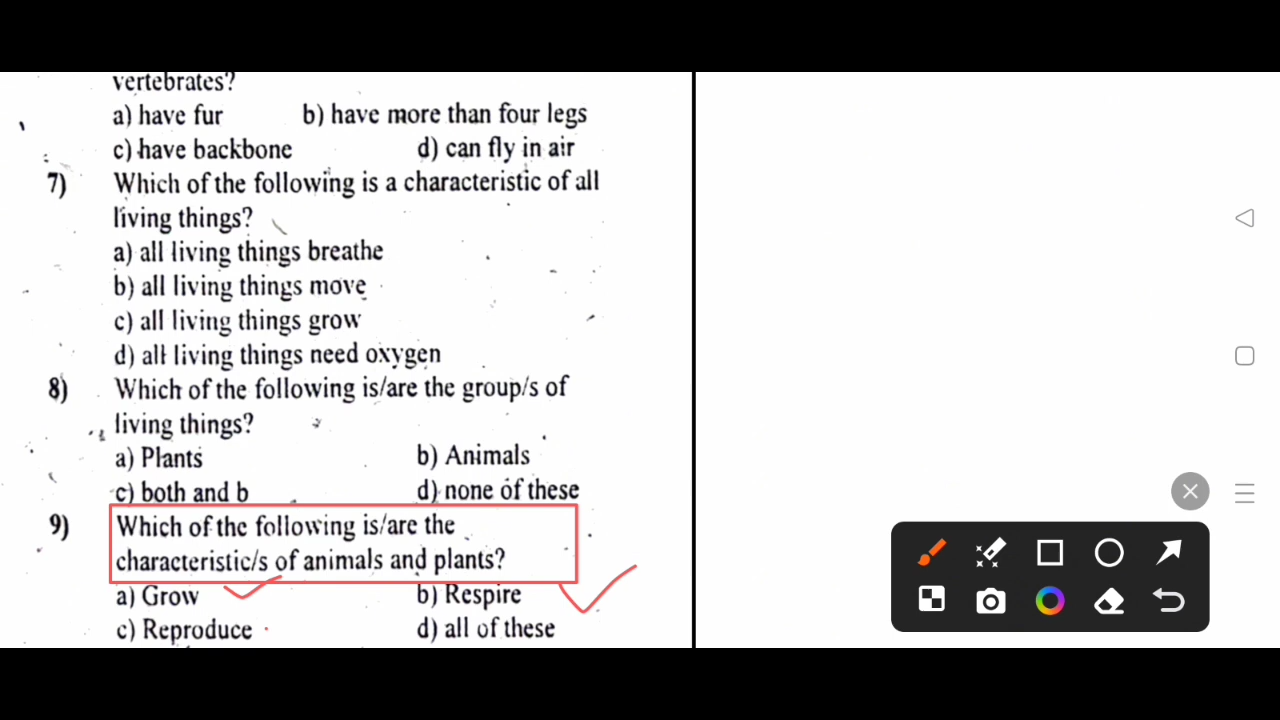 vertebrates?
a) have fur b) have more than four legs
c) have backbone d) can fly in air
7) Which of the following is a characteristic of all
living things?
a) all living things breathe
b) all living things move
c) all living things grow
d) all living things need oxygen
8) Which of the following is/are the group/s of
living things?
a) Plants b) Animals
c) both and b d) none of these
9) Which of the following is/are the
characteristic/s of animals and plants?
a) Grow b) Respire
c) Reproduce d) all of these